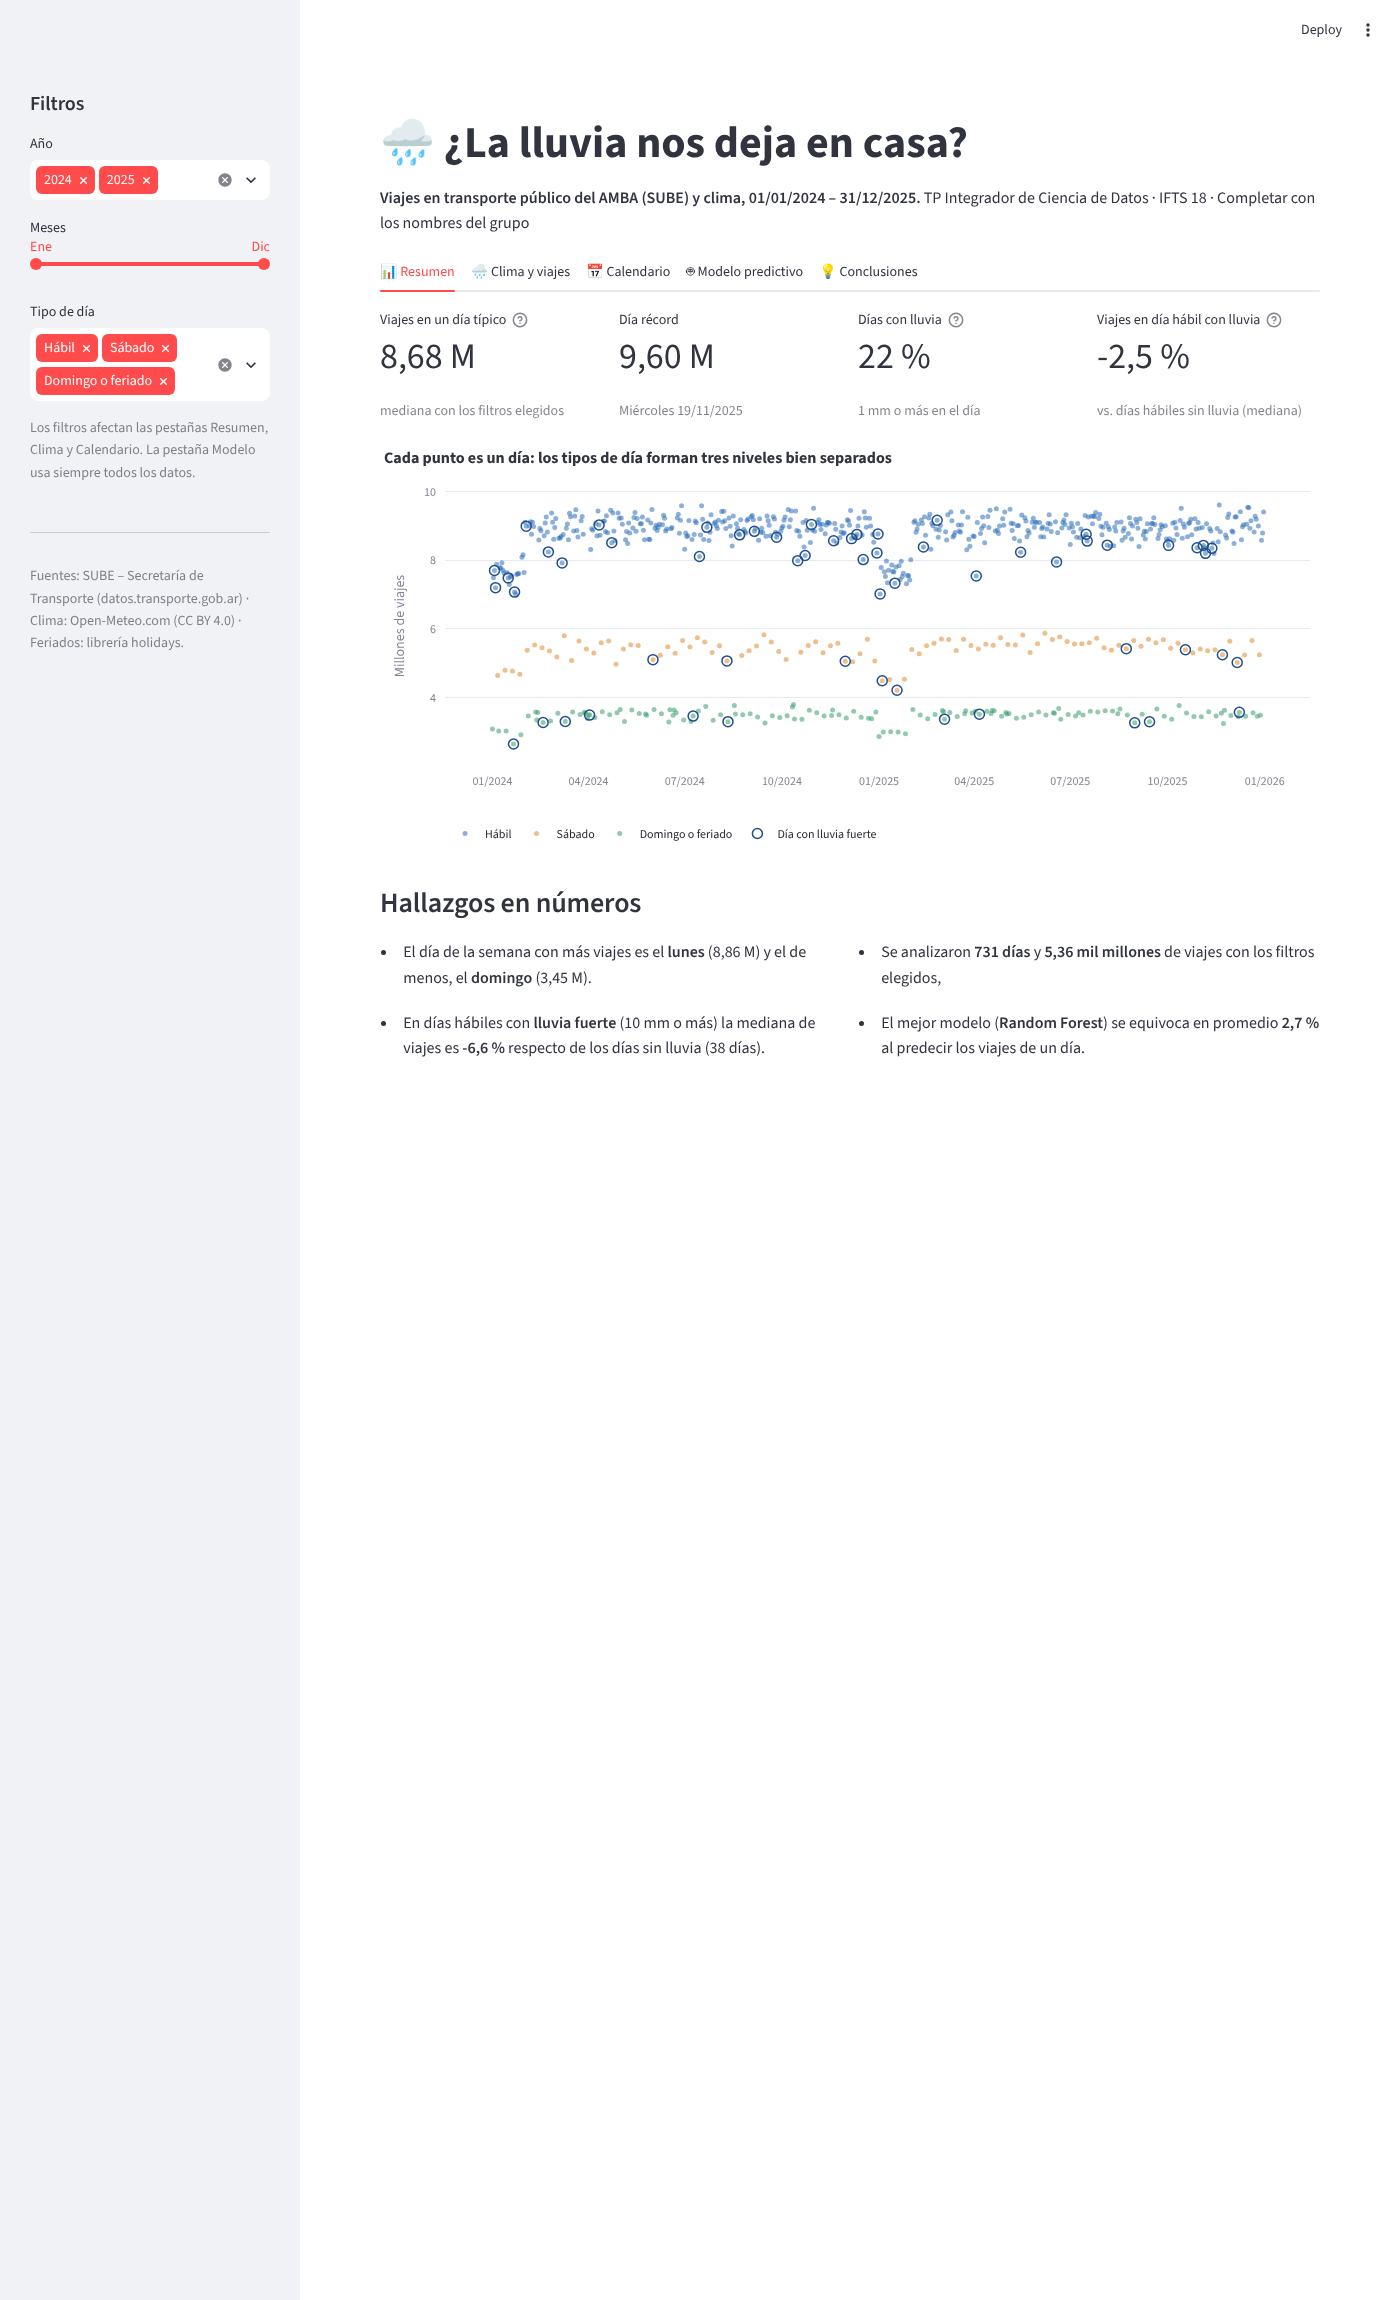 Deploy
Filtros
Año
2024
2025
Meses
Ene
Dic
Tipo de día
Hábil
Sábado
Domingo o feriado
Los filtros afectan las pestañas Resumen,
Clima y Calendario. La pestaña Modelo
usa siempre todos los datos.
Fuentes: SUBE – Secretaría de
Transporte (datos.transporte.gob.ar) ·
Clima: Open-Meteo.com (CC BY 4.0) ·
Feriados: librería holidays.
¿La lluvia nos deja en casa?
Viajes en transporte público del AMBA (SUBE) y clima, 01/01/2024 – 31/12/2025. TP Integrador de Ciencia de Datos · IFTS 18 · Completar con
los nombres del grupo
Resumen
Clima y viajes
Calendario
Modelo predictivo
Conclusiones
Viajes en un día típico
8,68 M
mediana con los filtros elegidos
Día récord
9,60 M
Miércoles 19/11/2025
Días con lluvia
22 %
1 mm o más en el día
Viajes en día hábil con lluvia
-2,5 %
vs. días hábiles sin lluvia (mediana)
Cada punto es un día: los tipos de día forman tres niveles bien separados
Millones de viajes
10
8
6
4
01/2024
04/2024
07/2024
10/2024
01/2025
04/2025
07/2025
10/2025
01/2026
Hábil
Sábado
Domingo o feriado
Día con lluvia fuerte
Hallazgos en números
• El día de la semana con más viajes es el lunes (8,86 M) y el de
menos, el domingo (3,45 M).
• En días hábiles con lluvia fuerte (10 mm o más) la mediana de
viajes es -6,6 % respecto de los días sin lluvia (38 días).
• Se analizaron 731 días y 5,36 mil millones de viajes con los filtros
elegidos,
• El mejor modelo (Random Forest) se equivoca en promedio 2,7 %
al predecir los viajes de un día.